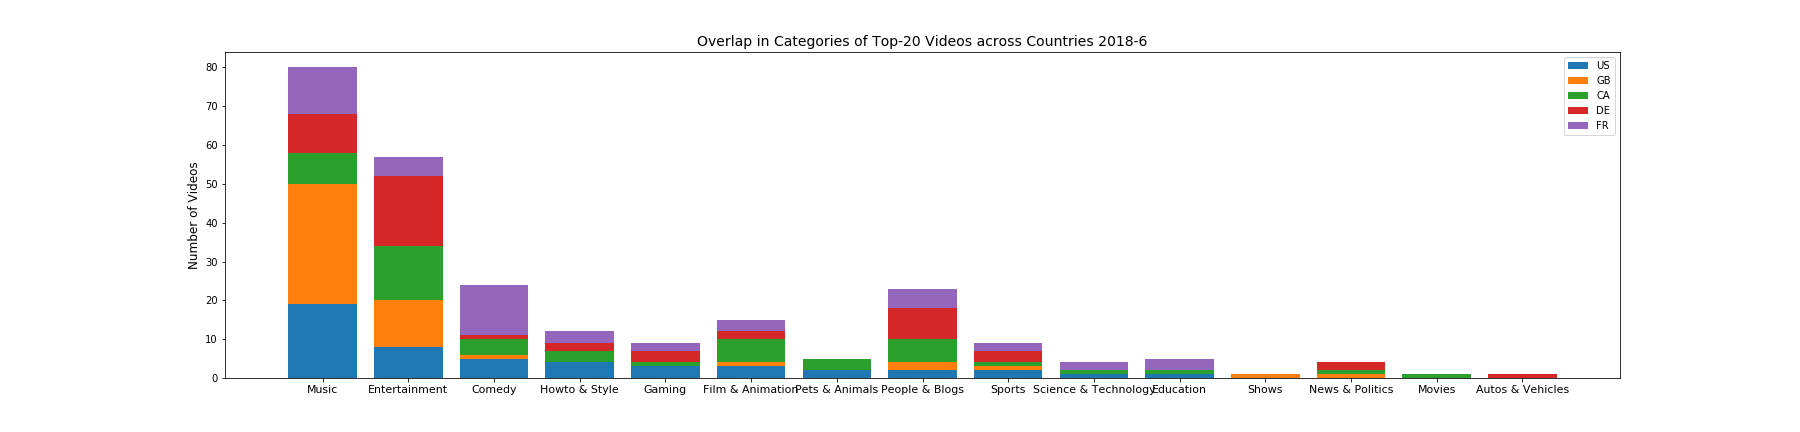 Overlap in Categories of Top-20 Videos across Countries 2018-6
US
GB
CA
DE
FR
Number of Videos
80
70
60
50
40
30
20
10
0
Music Entertainment Comedy Howto & Style Gaming Film & Animation Pets & Animals People & Blogs Sports Science & Technology Education Shows News & Politics Movies Autos & Vehicles